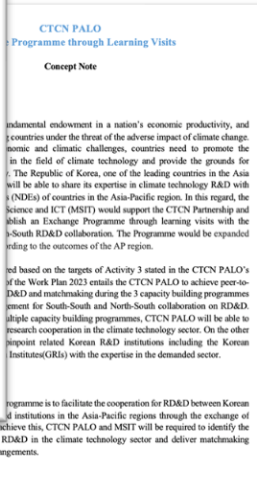 CTCN PALO
Programme through Learning Visits
Concept Note
endowment in a nation's economic productivity, and
countries under the threat of the adverse impact of climate change.
and climatic challenges, countries need to promote the
in the field of climate technology and provide the grounds for
. The Republic of Korea, one of the leading countries in the Asia
will be able to share its expertise in climate technology R&D with
(NDEs) of countries in the Asia-Pacific region. In this regard, the
Science and ICT (MSIT) would support the CTCN Partnership and
an Exchange Programme through learning visits with the
-South RD&D collaboration. The Programme would be expanded
to the outcomes of the AP region.
based on the targets of Activity 3 stated in the CTCN PALO's
of the Work Plan 2023 entails the CTCN PALO to achieve peer-to-
D&D and matchmaking during the 3 capacity building programmes
for South-South and North-South collaboration on RD&D.
capacity building programmes, CTCN PALO will be able to
research cooperation in the climate technology sector. On the other
pinpoint related Korean R&D institutions including the Korean
Institutes(GRIs) with the expertise in the demanded sector.
programme is to facilitate the cooperation for RD&D between Korean
institutions in the Asia-Pacific regions through the exchange of
achieve this, CTCN PALO and MSIT will be required to identify the
RD&D in the climate technology sector and deliver matchmaking